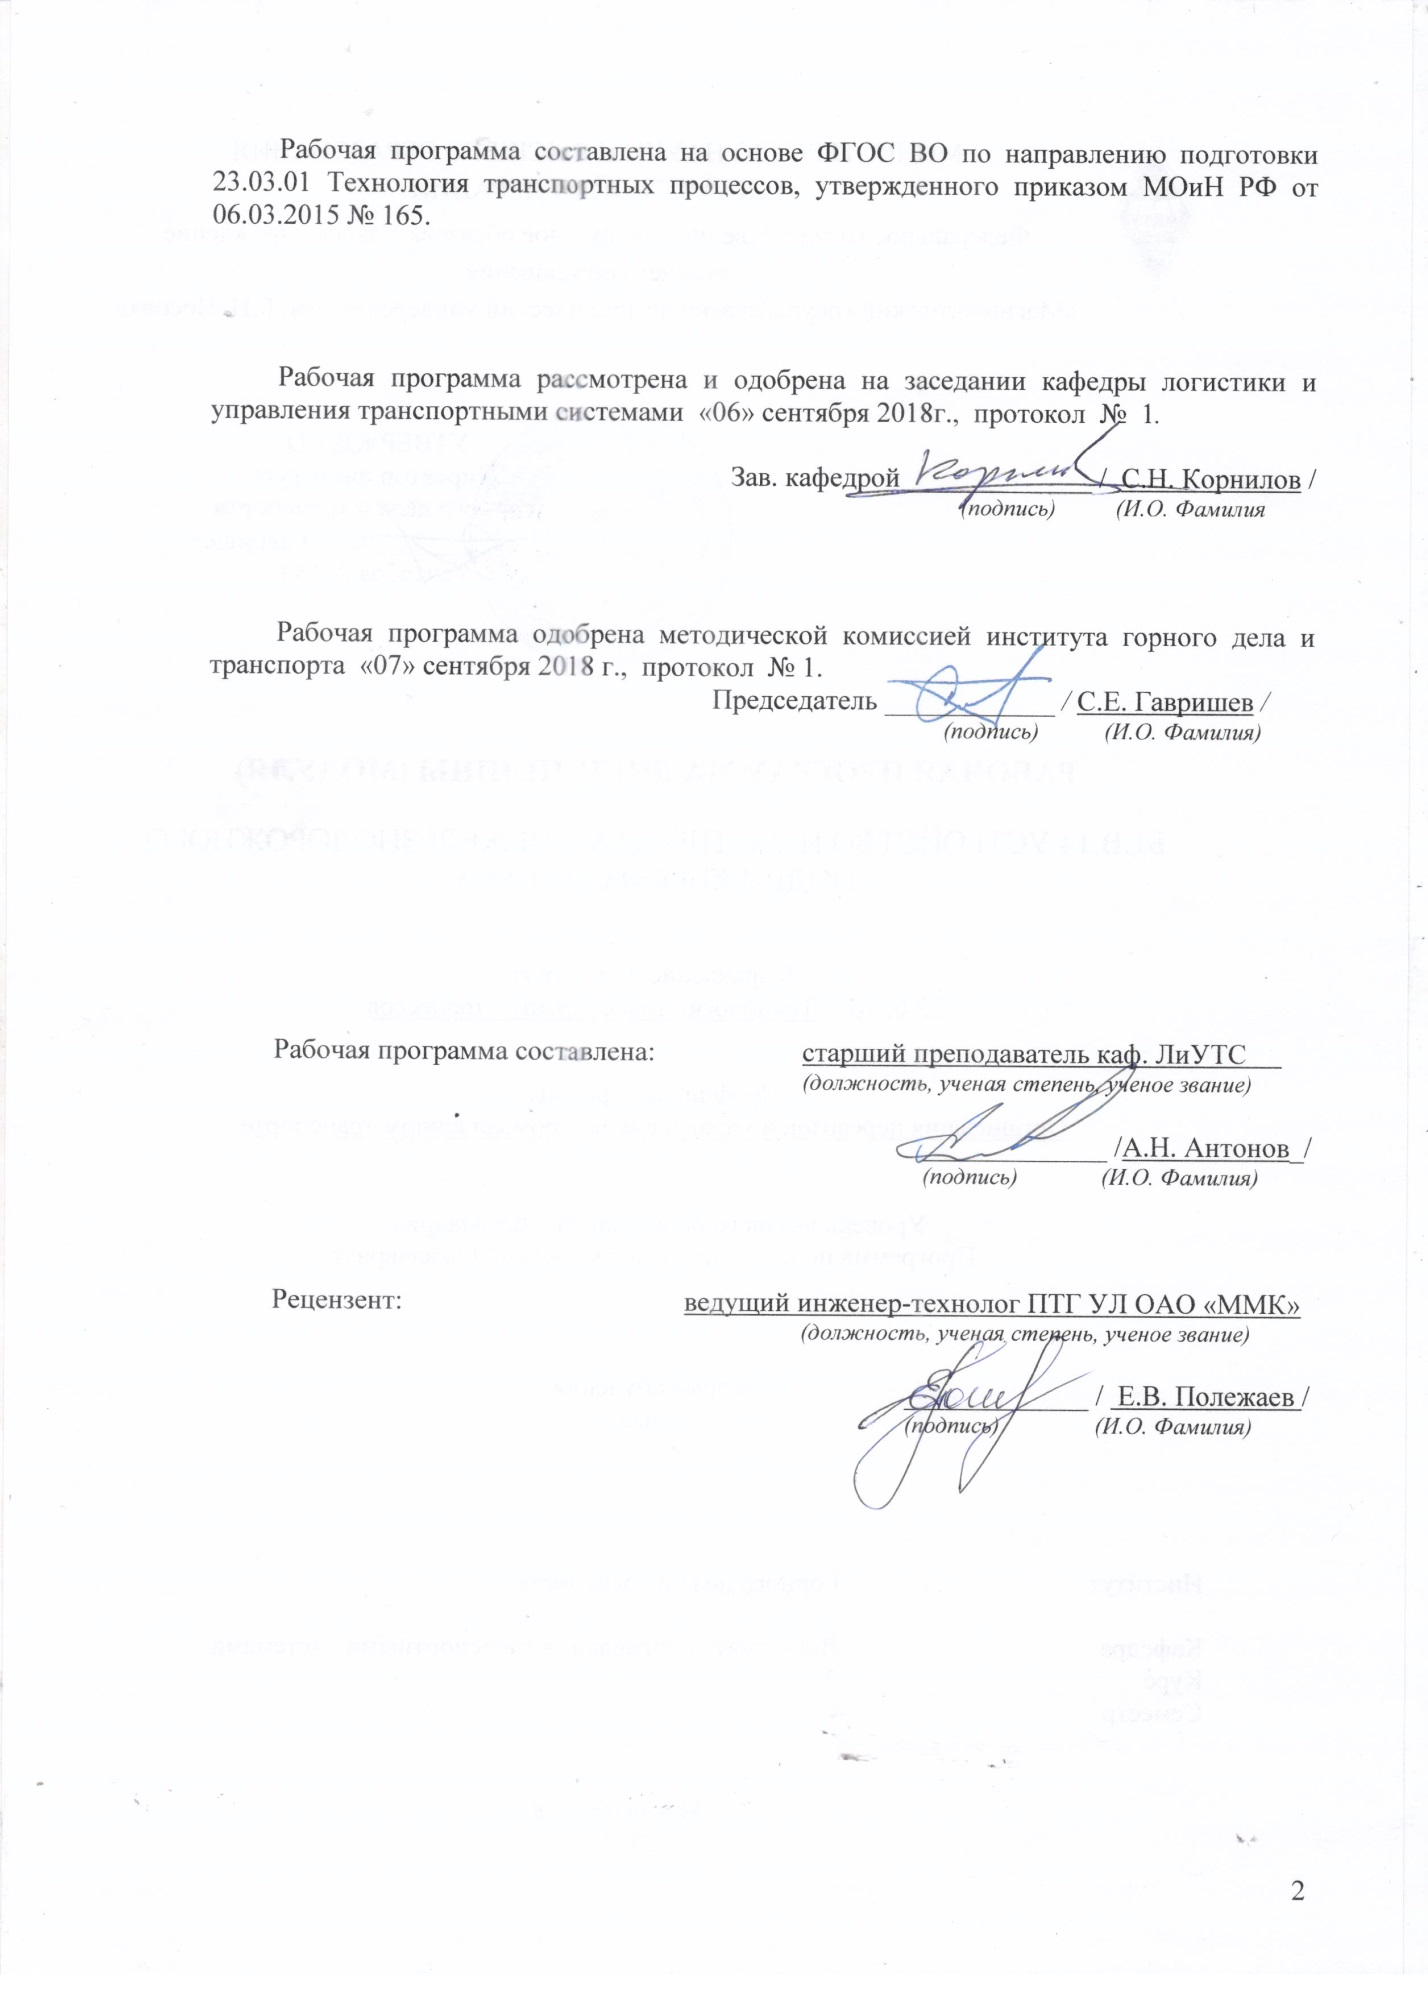 Рабочая программа составлена на основе ФГОС ВО по направлению подготовки
23.03.01 Технология транспортных процессов, утвержденного приказом МОиН РФ от
06.03.2015 № 165.
Рабочая программа рассмотрена и одобрена на заседании кафедры логистики и
управления транспортными системами «06» сентября 2018г., протокол № 1.
Зав. кафедрой / С.Н. Корнилов /
(подпись) (И.О. Фамилия
Рабочая программа одобрена методической комиссией института горного дела и
транспорта «07» сентября 2018 г., протокол № 1.
Председатель / С.Е. Гавришев /
(подпись) (И.О. Фамилия)
Рабочая программа составлена: старший преподаватель каф. ЛиУТС
(должность, ученая степень, ученое звание)
/А.Н. Антонов_/
(подпись) (И.О. Фамилия)
Рецензент: ведущий инженер-технолог ПТГ УЛ ОАО «ММК»
(должность, ученая степень, ученое звание)
/ Е.В. Полежаев /
(подпись) (И.О. Фамилия)
2